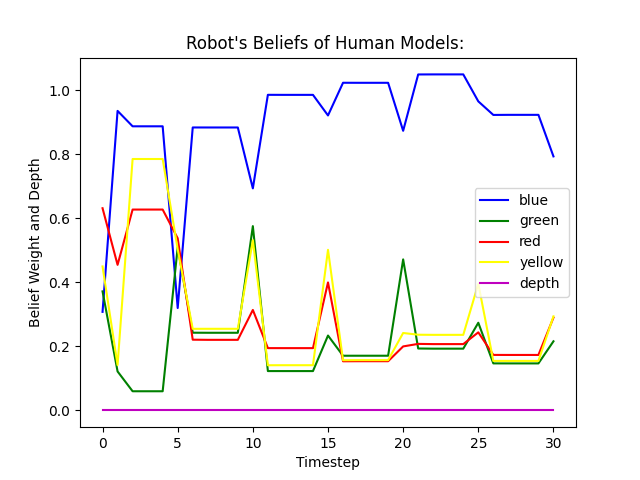 Robot's Beliefs of Human Models:
Belief Weight and Depth
1.0
0.8
0.6
0.4
0.2
0.0
blue
green
red
yellow
depth
0 5 10 15 20 25 30
Timestep